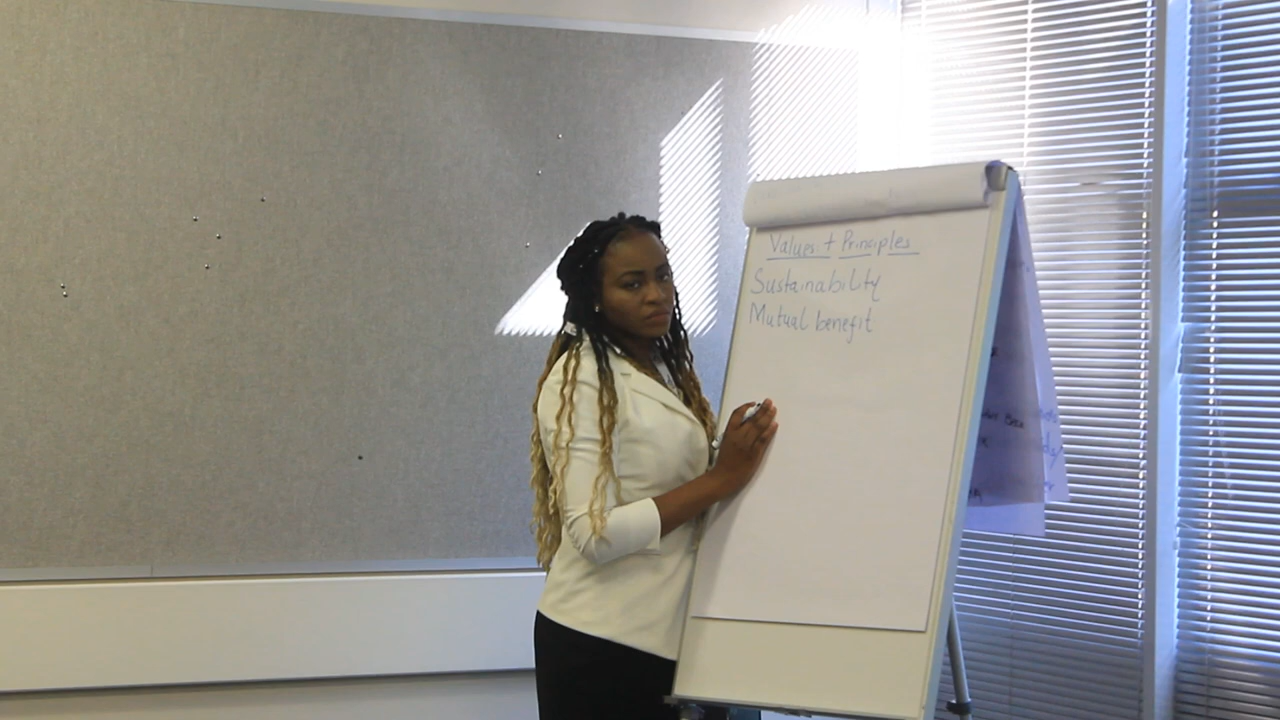 Values + Principles
Sustainability
Mutual benefit